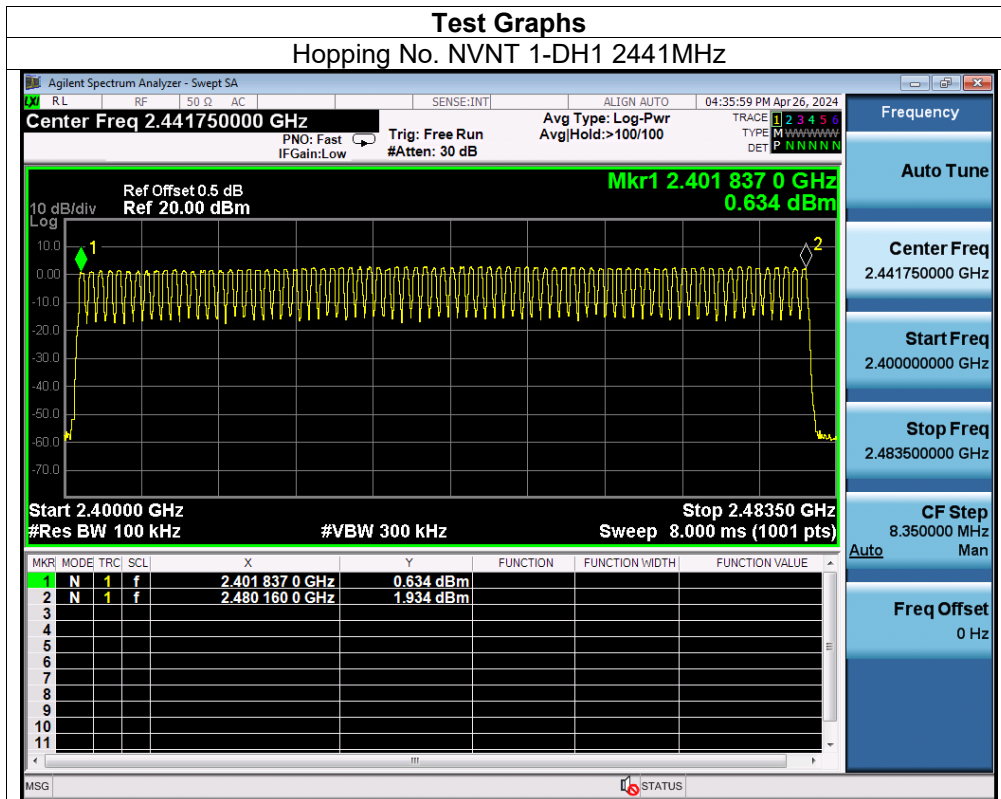 Test Graphs
Hopping No. NVNT 1-DH1 2441MHz
Agilent Spectrum Analyzer - Swept SA
LXI RL RF 50 Ω AC SENSE:INT ALIGN AUTO 04:35:59 PM Apr 26, 2024
Center Freq 2.441750000 GHz
PNO: Fast
IFGain:Low
Trig: Free Run
#Atten: 30 dB
Avg Type: Log-Pwr
Avg|Hold:>100/100
TRACE 1 2 3 4 5 6
TYPE M WWWWW
DET P N N N N N
Ref Offset 0.5 dB
10 dB/div Ref 20.00 dBm
Log
Mkr1 2.401 837 0 GHz
0.634 dBm
1
2
10.0
0.00
-10.0
-20.0
-30.0
-40.0
-50.0
-60.0
-70.0
Start 2.40000 GHz Stop 2.48350 GHz
#Res BW 100 kHz #VBW 300 kHz Sweep 8.000 ms (1001 pts)
MKR MODE TRC SCL X Y FUNCTION FUNCTION WIDTH FUNCTION VALUE
1 N 1 f 2.401 837 0 GHz 0.634 dBm
2 N 1 f 2.480 160 0 GHz 1.934 dBm
3
4
5
6
7
8
9
10
11
MSG STATUS
Frequency
Auto Tune
Center Freq
2.441750000 GHz
Start Freq
2.400000000 GHz
Stop Freq
2.483500000 GHz
CF Step
8.350000 MHz
Auto Man
Freq Offset
0 Hz